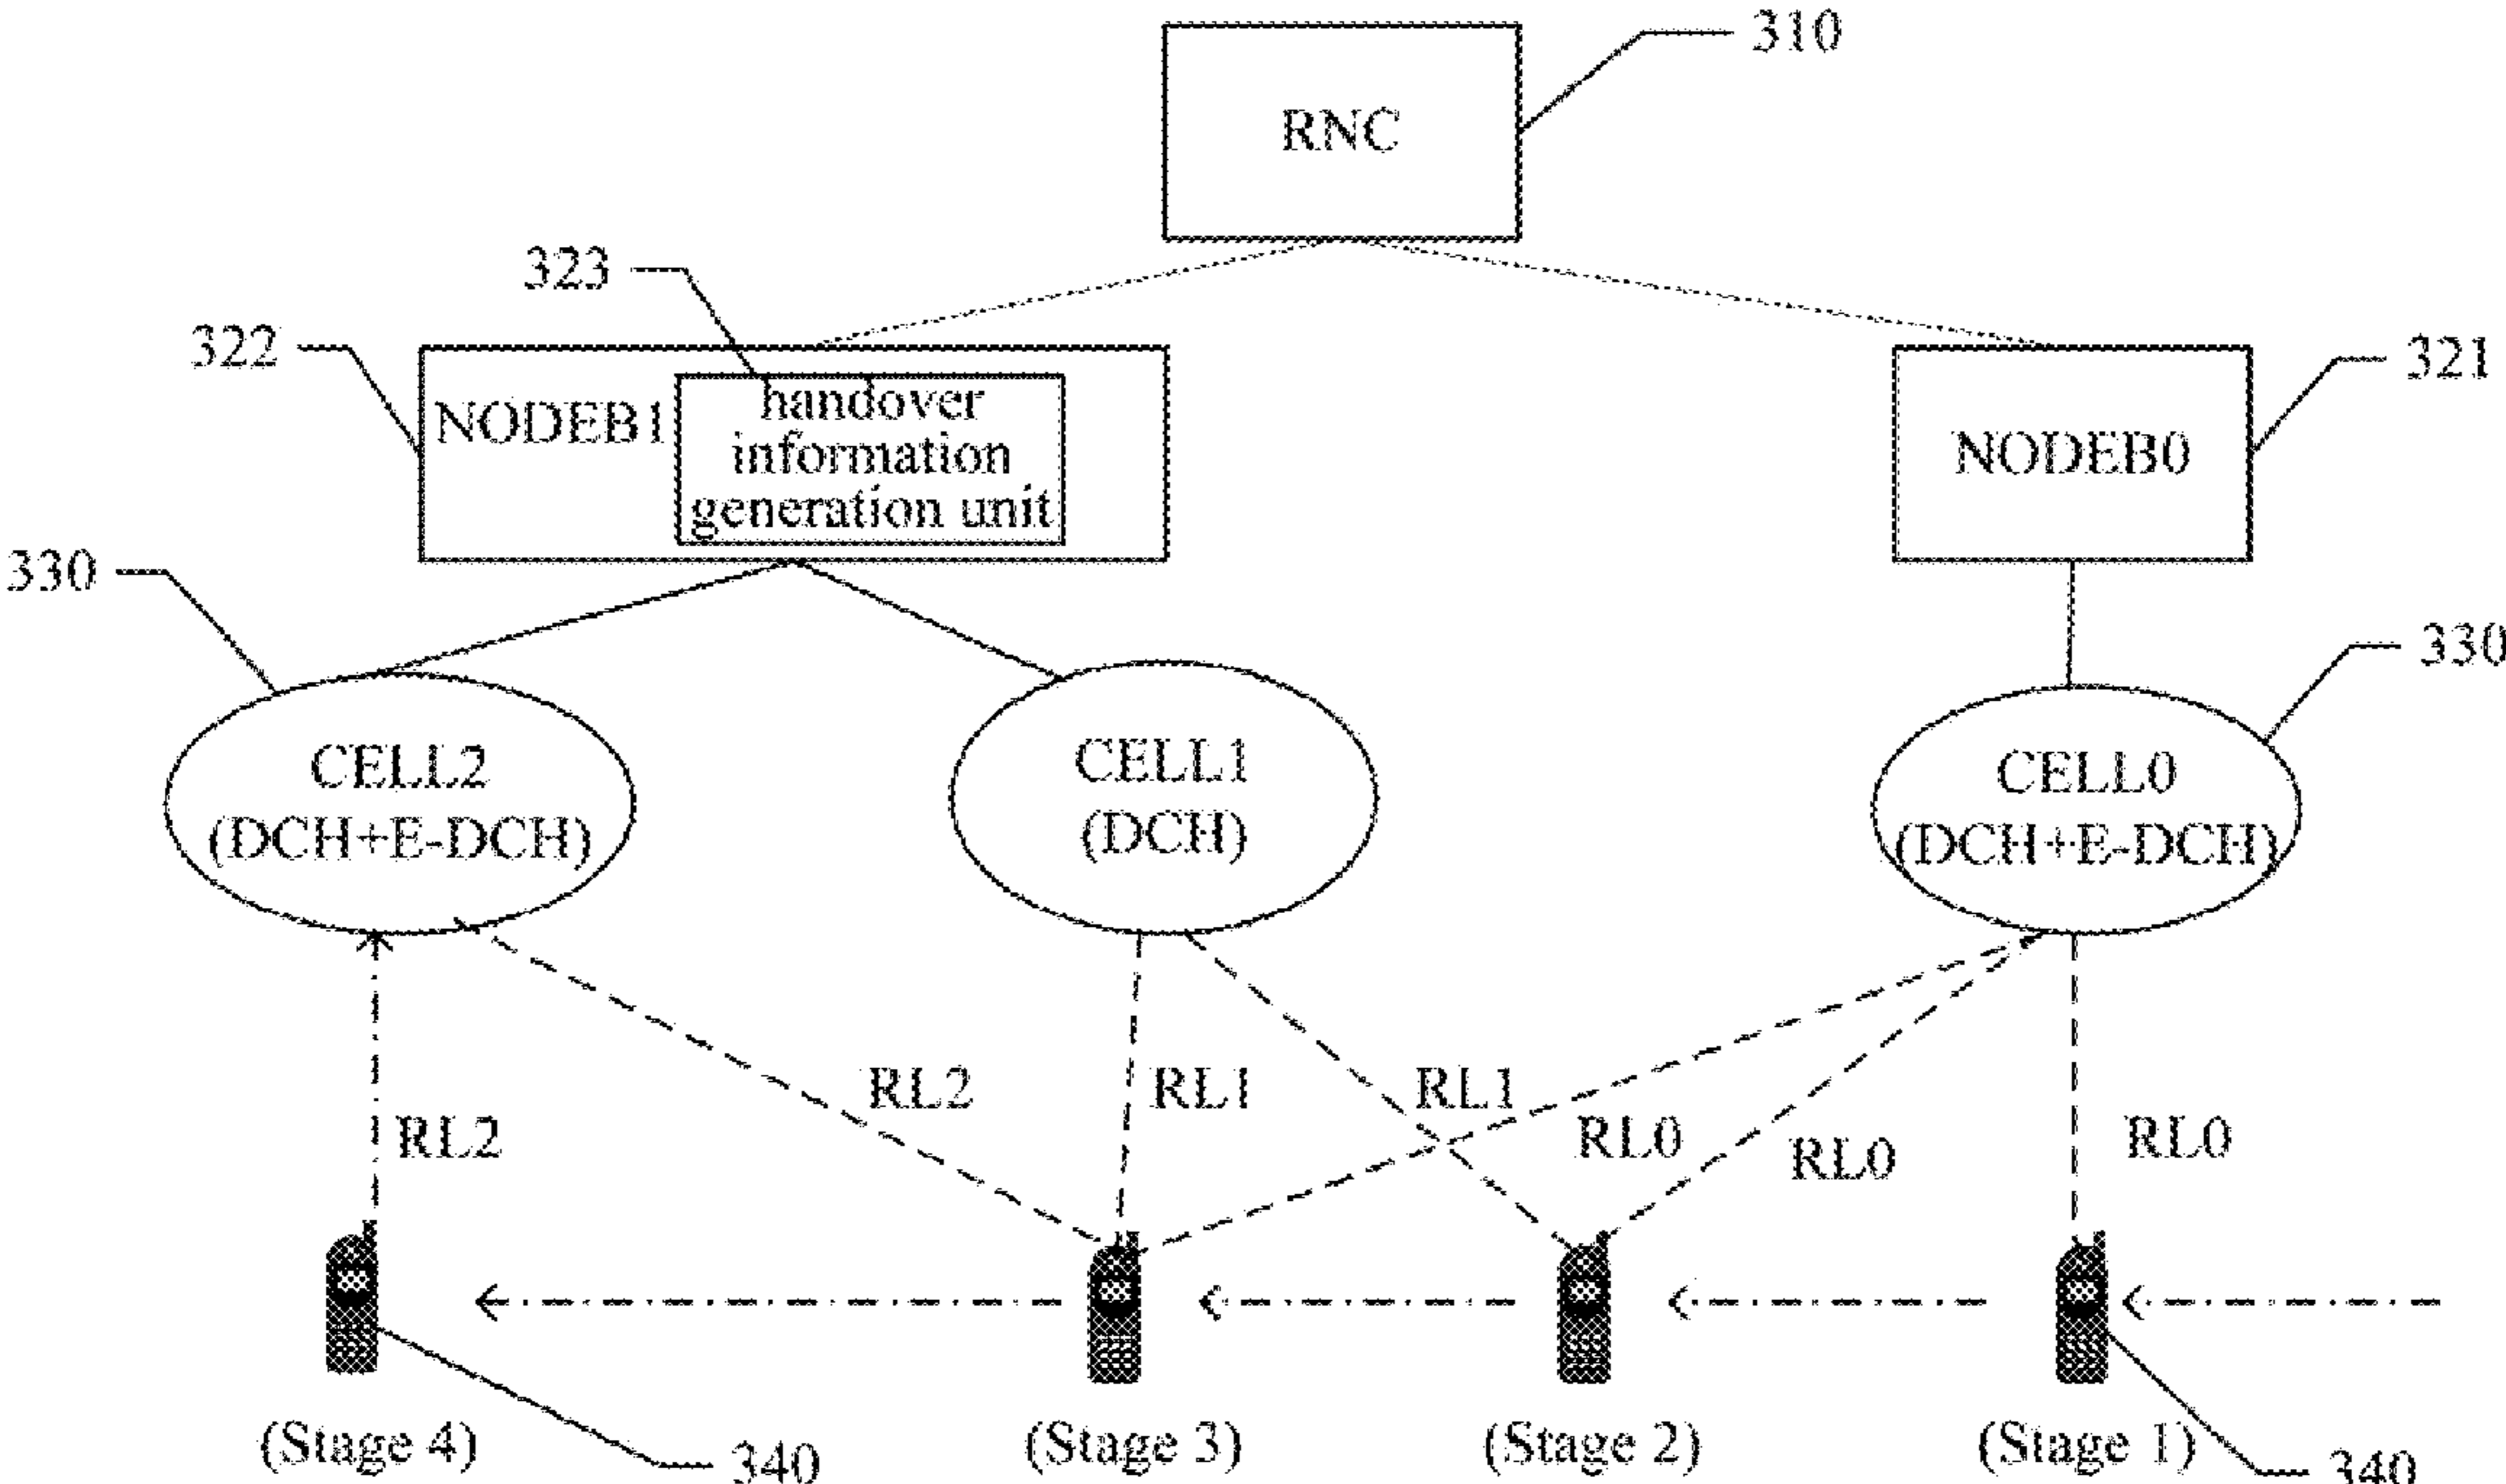 310
RNC
323
322
321
NODEB1
handover
information
generation unit
NODEB0
330
330
CELL2
(DCH+E-DCH)
CELL1
(DCH)
CELL0
(DCH+E-DCH)
RL2
RL2
RL1
RL1
RL0
RL0
RL0
(Stage 4)
(Stage 3)
(Stage 2)
(Stage 1)
340
340